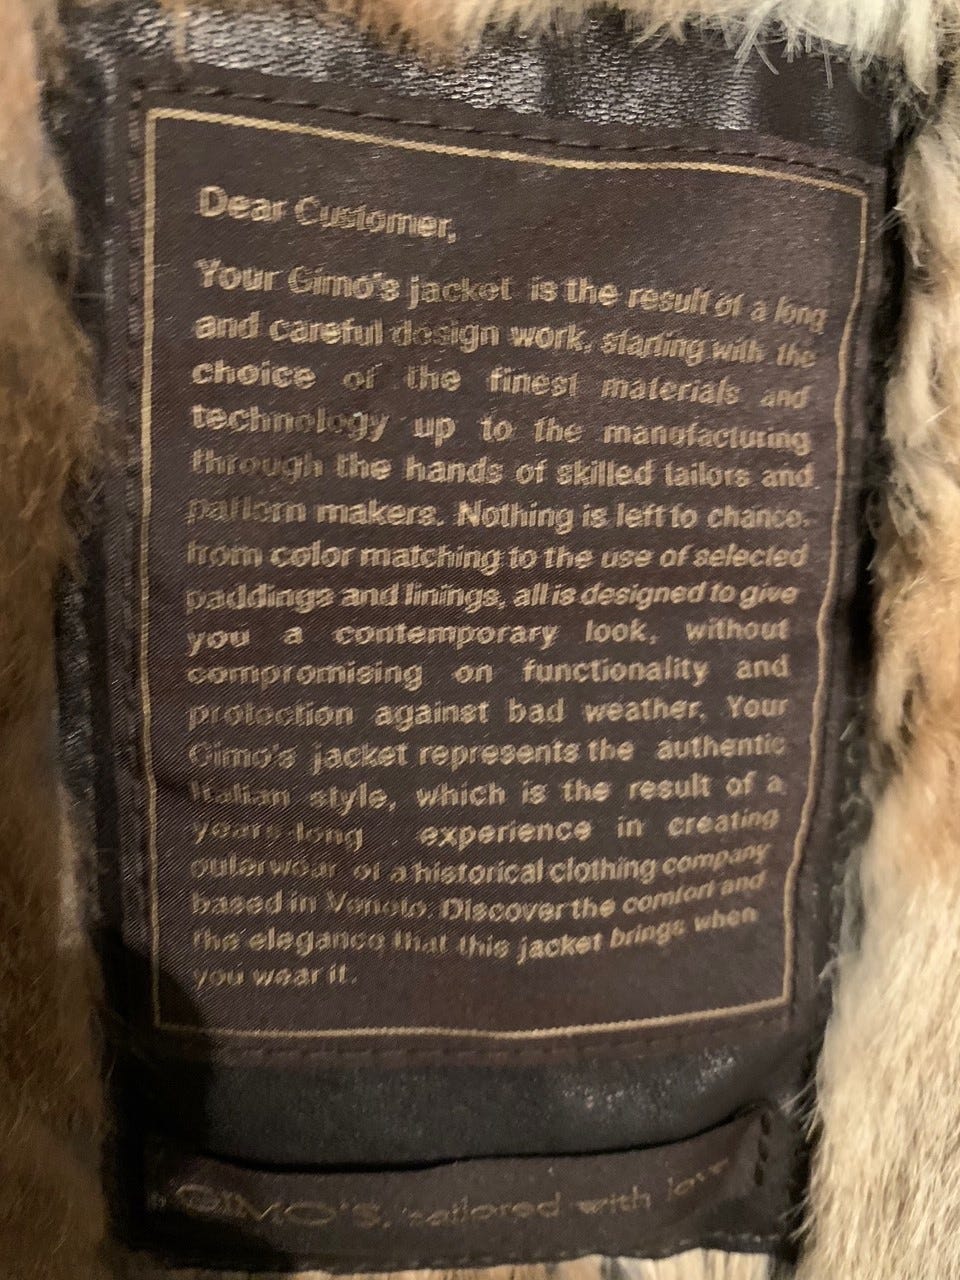 Dear Customer,
Your Gimo's jacket is the result of a long
and careful design work, starting with the
choice of the finest materials and
technology up to the manufacturing
through the hands of skilled tailors and
pattern makers. Nothing is left to chance,
from color matching to the use of selected
paddings and linings, all is designed to give
you a contemporary look, without
compromising on functionality and
protection against bad weather. Your
Gimo's jacket represents the authentic
Italian style, which is the result of a
years-long experience in creating
outerwear of a historical clothing company
based in Veneto. Discover the comfort and
the elegance that this jacket brings when
you wear it.
GIMO'S, tailored with love